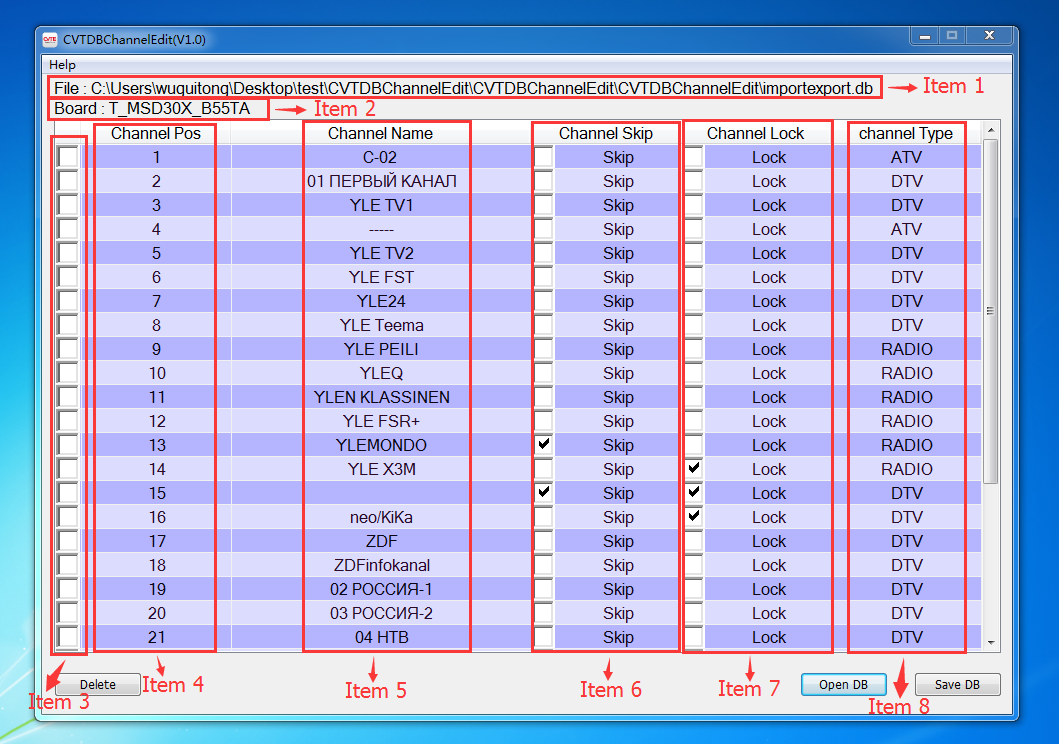 CVTE CVTDBChannelEdit(V1.0)
Help
File : C:\Users\wuquitong\Desktop\test\CVTDBChannelEdit\CVTDBChannelEdit\CVTDBChannelEdit\importexport.db Item 1
Board : T_MSD30X_B55TA Item 2
Channel Pos Channel Name Channel Skip Channel Lock channel Type
1 C-02 Skip Lock ATV
2 01 ПЕРВЫЙ КАНАЛ Skip Lock DTV
3 YLE TV1 Skip Lock DTV
4 ----- Skip Lock ATV
5 YLE TV2 Skip Lock DTV
6 YLE FST Skip Lock DTV
7 YLE24 Skip Lock DTV
8 YLE Teema Skip Lock DTV
9 YLE PEILI Skip Lock RADIO
10 YLEQ Skip Lock RADIO
11 YLEN KLASSINEN Skip Lock RADIO
12 YLE FSR+ Skip Lock RADIO
13 YLEMONDO Skip Lock RADIO
14 YLE X3M Skip Lock RADIO
15 Skip Lock DTV
16 neo/KiKa Skip Lock DTV
17 ZDF Skip Lock DTV
18 ZDFinfokanal Skip Lock DTV
19 02 РОССИЯ-1 Skip Lock DTV
20 03 РОССИЯ-2 Skip Lock DTV
21 04 НТВ Skip Lock DTV
Delete Item 4 Item 5 Item 6 Item 7 Open DB Save DB
Item 3 Item 8